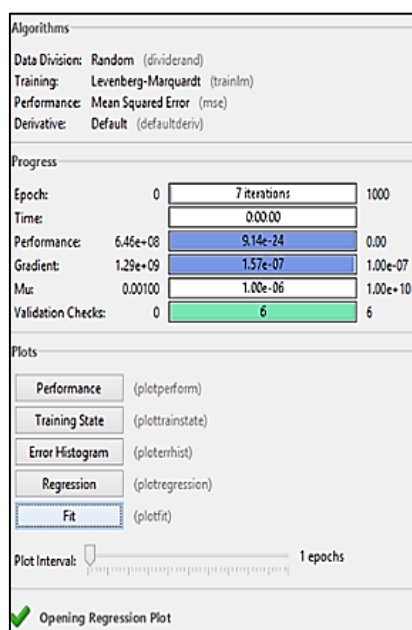 Algorithms
Data Division: Random (dividerand)
Training: Levenberg-Marquardt (trainlm)
Performance: Mean Squared Error (mse)
Derivative: Default (defaultderiv)
Progress
Epoch: 0 7 iterations 1000
Time: 0:00:00
Performance: 6.46e+08 9.14e-24 0.00
Gradient: 1.29e+09 1.57e-07 1.00e-07
Mu: 0.00100 1.00e-06 1.00e+10
Validation Checks: 0 6 6
Plots
Performance (plotperform)
Training State (plottrainstate)
Error Histogram (ploterrhist)
Regression (plotregression)
Fit (plotfit)
Plot Interval: 1 epochs
Opening Regression Plot